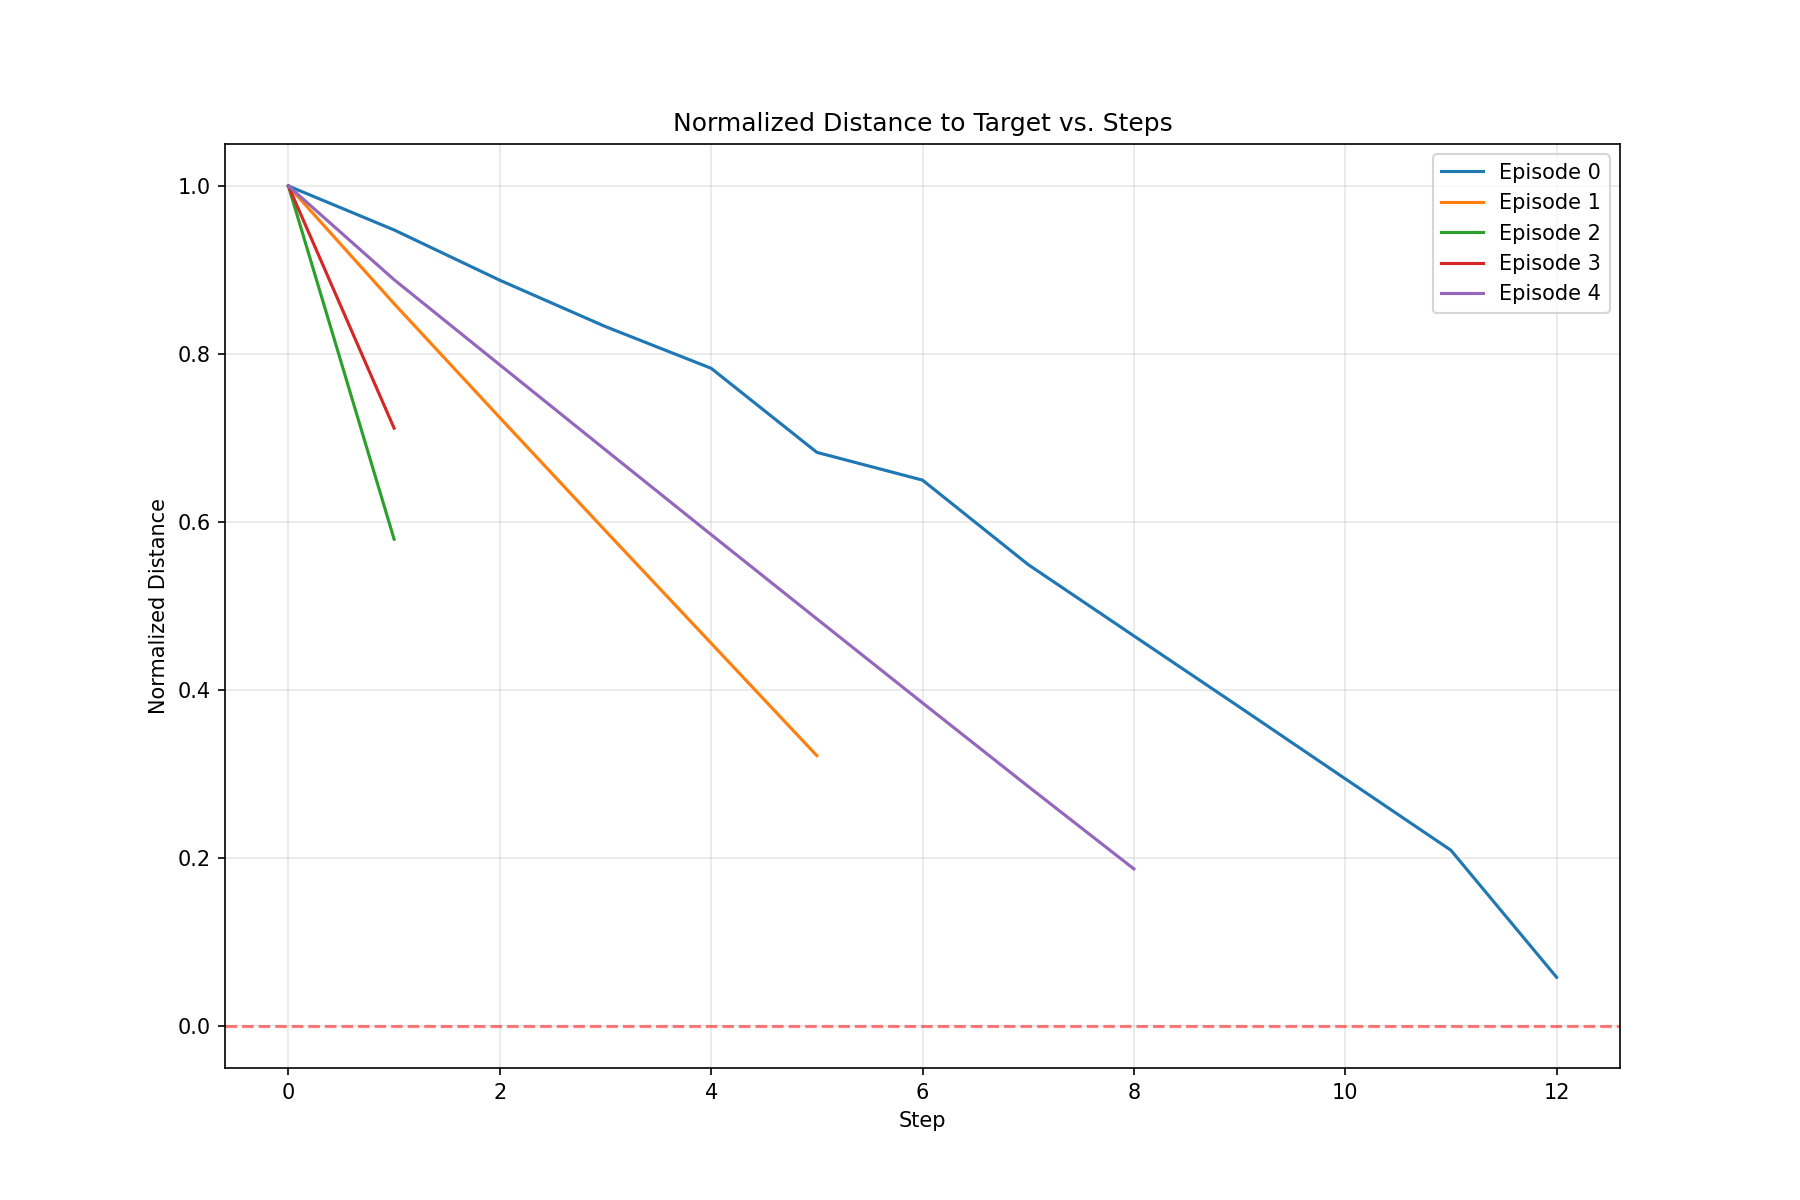 Normalized Distance to Target vs. Steps
Episode 0
Episode 1
Episode 2
Episode 3
Episode 4
Normalized Distance
1.0
0.8
0.6
0.4
0.2
0.0
0 2 4 6 8 10 12
Step